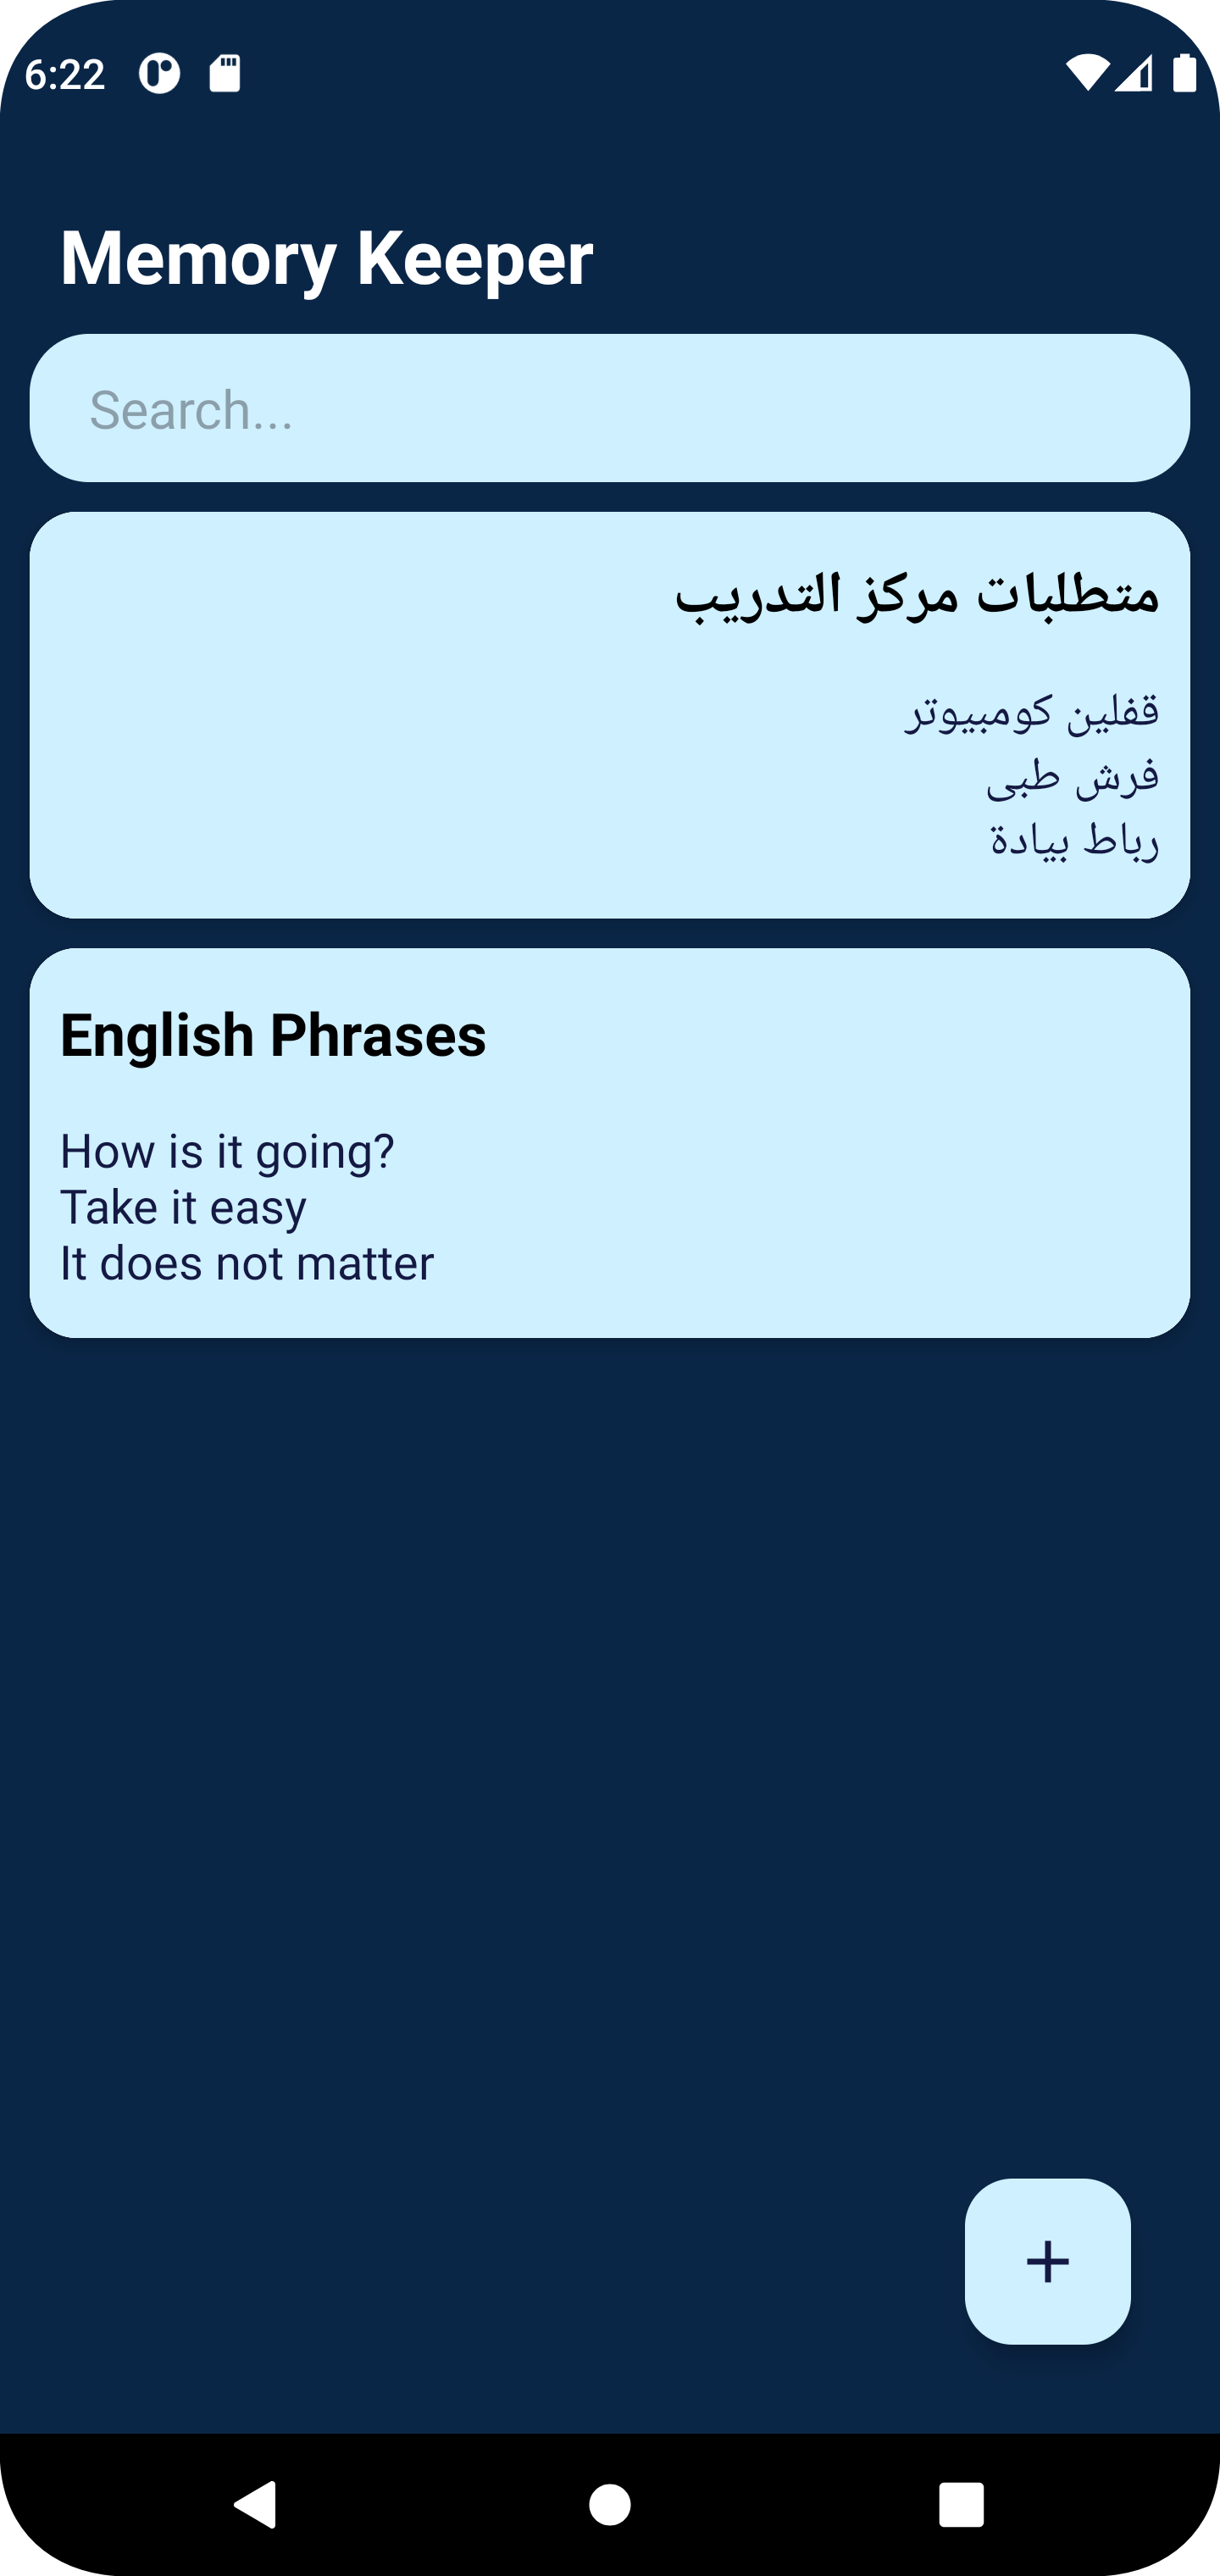 6:22
Memory Keeper
Search...
متطلبات مركز التدريب
قفلين كومبيوتر
فرش طبى
رباط بيادة
English Phrases
How is it going?
Take it easy
It does not matter
+